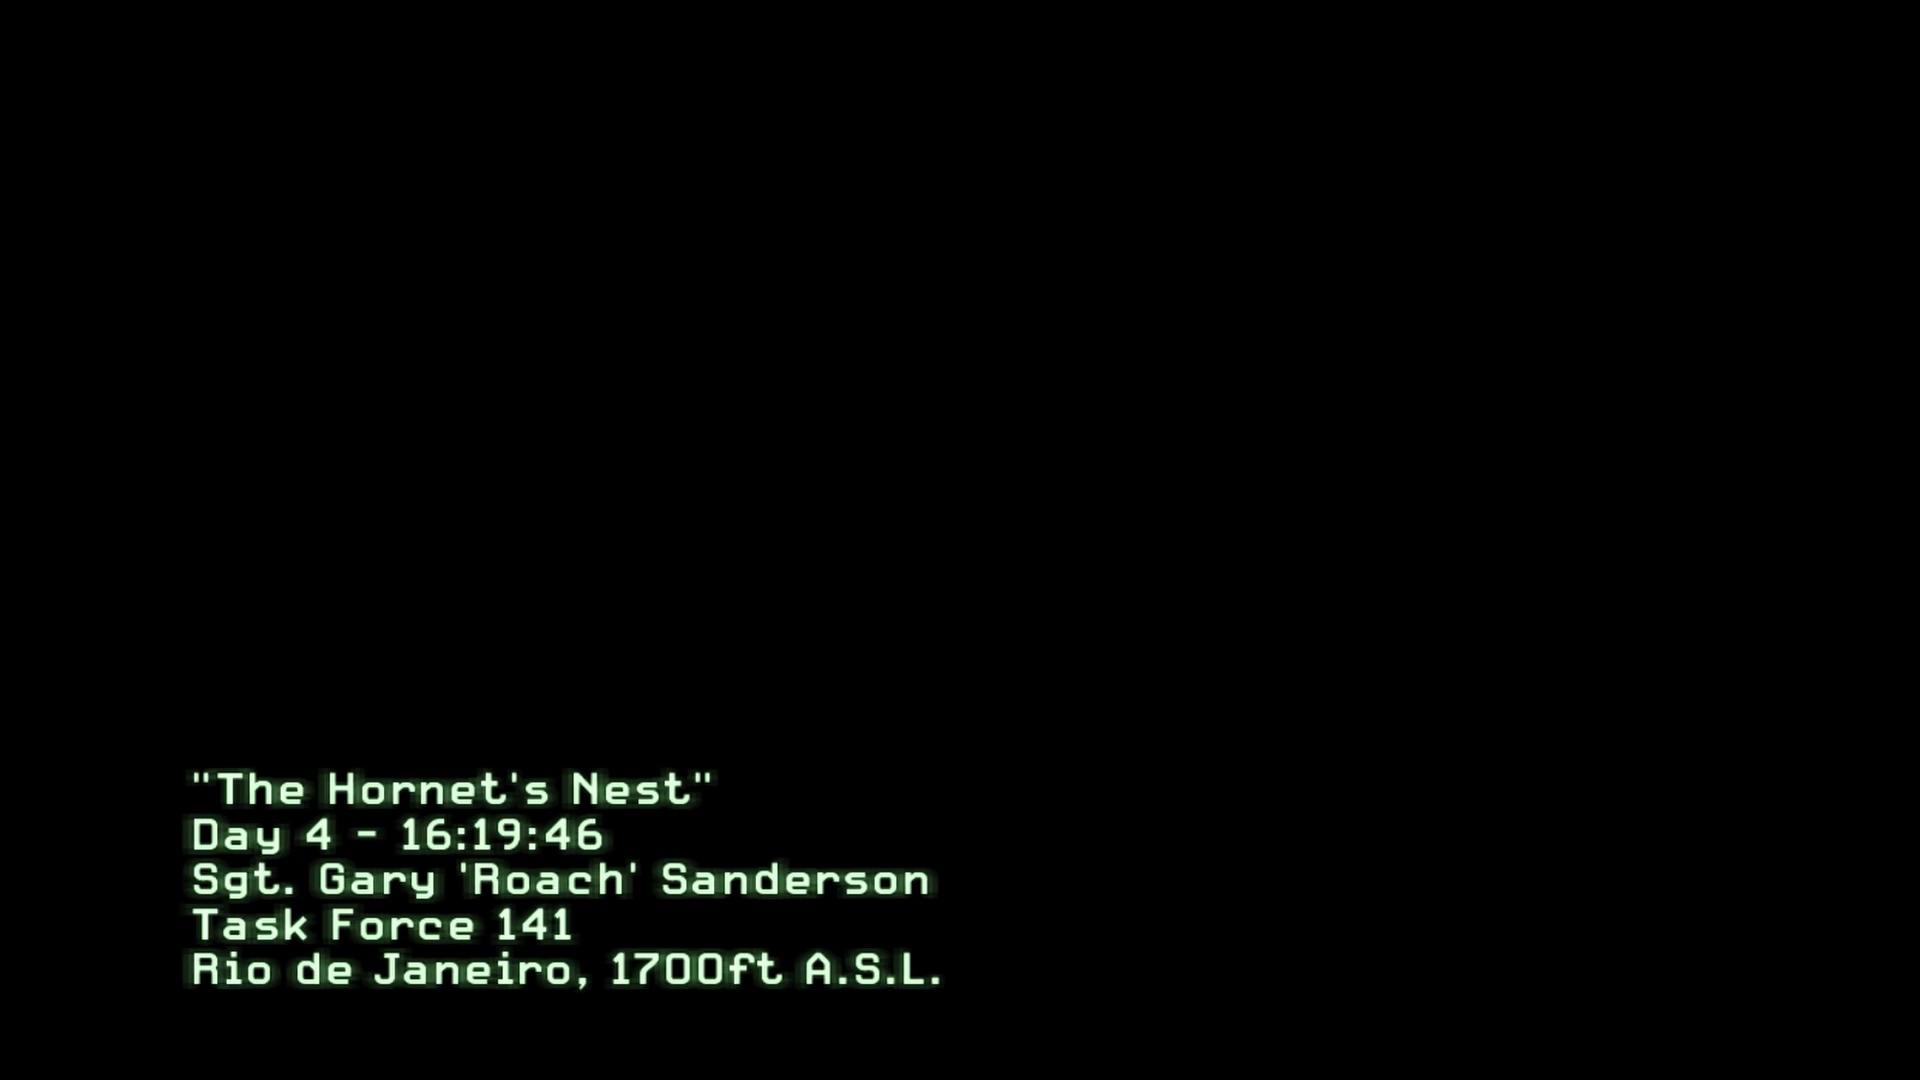 "The Hornet's Nest"
Day 4 - 16:19:46
Sgt. Gary 'Roach' Sanderson
Task Force 141
Rio de Janeiro, 1700ft A.S.L.